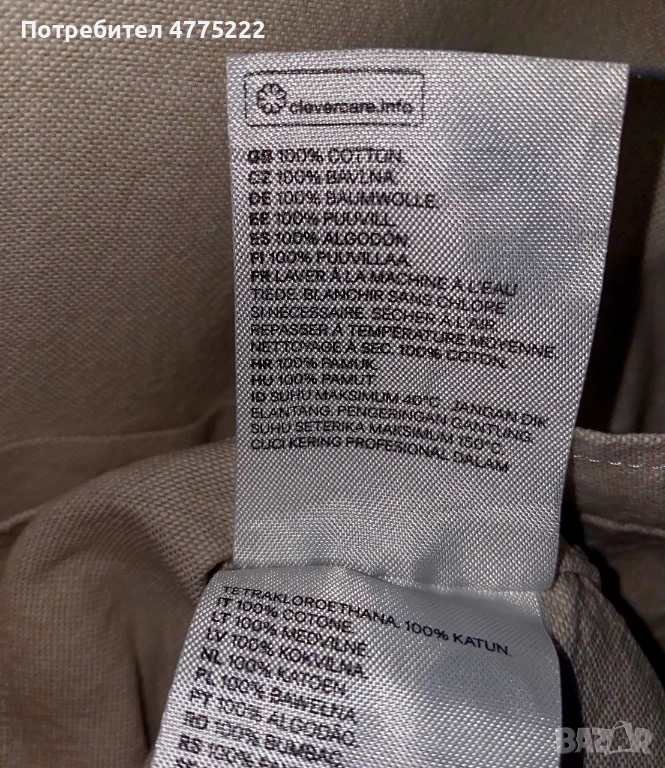 Потребител 4775222
clevercare.info
GB 100% COTTON.
CZ 100% BAVLNA.
DE 100% BAUMWOLLE.
EE 100% PUUVILL.
ES 100% ALGODÓN.
FI 100% PUUVILLAA.
FR LAVER À LA MACHINE À L'EAU
TIÈDE. BLANCHIR SANS CHLORE
SI NÉCESSAIRE. SÉCHER À L'AIR.
REPASSER À TEMPÉRATURE MOYENNE.
NETTOYAGE À SEC. 100% COTON.
HR 100% PAMUK.
HU 100% PAMUT
ID SUHU MAKSIMUM 40°C. JANGAN DIK
ELANTANG. PENGERINGAN GANTUNG.
SUHU SETERIKA MAKSIMUM 150°C.
CUCI KERING PROFESIONAL DALAM
TETRAKLOROETHANA. 100% KATUN.
IT 100% COTONE.
LT 100% MEDVILNĖ.
LV 100% KOKVILNA.
NL 100% KATOEN.
PL 100% BAWEŁNA.
PT 100% ALGODÃO.
RO 100% BUMBAC.
RS 100%
BAZAR